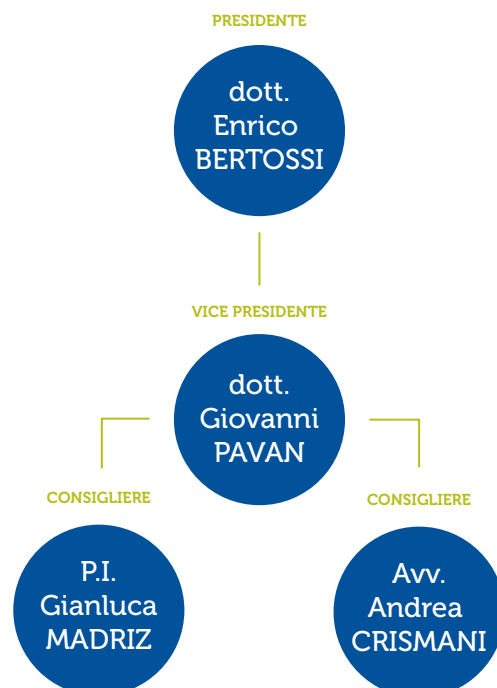 PRESIDENTE
dott.
Enrico
BERTOSSI
VICE PRESIDENTE
dott.
Giovanni
PAVAN
CONSIGLIERE
P.I.
Gianluca
MADRIZ
CONSIGLIERE
Avv.
Andrea
CRISMANI